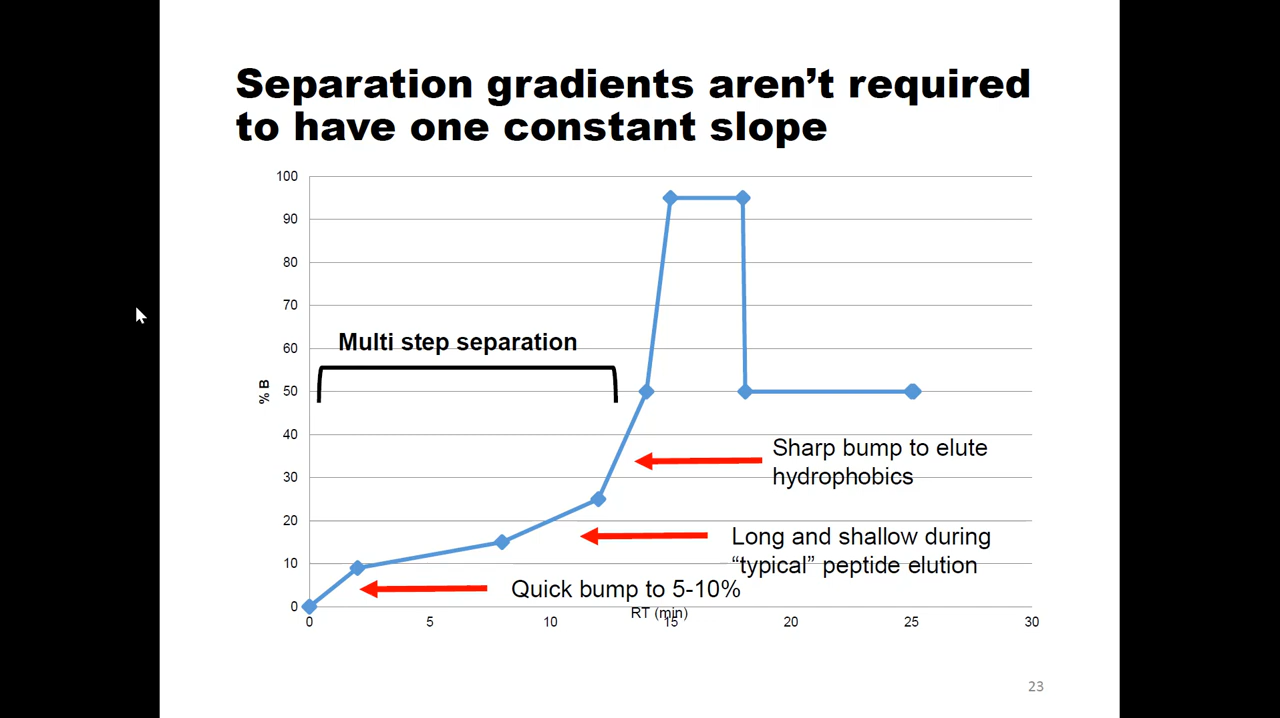 Separation gradients aren’t required
to have one constant slope
100
90
80
70
60
50
40
30
20
10
0
% B
Multi step separation
Sharp bump to elute
hydrophobics
Long and shallow during
“typical” peptide elution
Quick bump to 5-10%
RT (min)
0 5 10 15 20 25 30
23